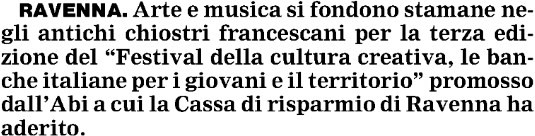 RAVENNA. Arte e musica si fondono stamane ne-
gli antichi chiostri francescani per la terza edi-
zione del “Festival della cultura creativa, le ban-
che italiane per i giovani e il territorio” promosso
dall’Abi a cui la Cassa di risparmio di Ravenna ha
aderito.